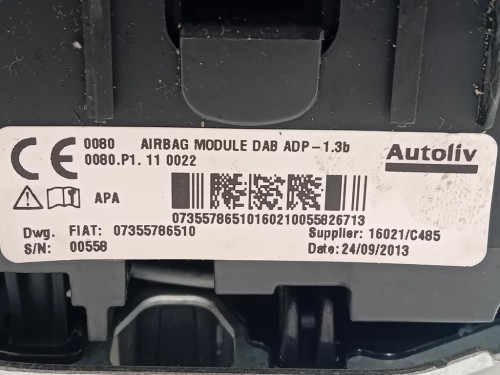 CE 0080 AIRBAG MODULE DAB ADP-1.3b
0080.P1. 11 0022
Autoliv
APA
07355786510160210055826713
Dwg. FIAT: 07355786510
Supplier: 16021/C485
S/N: 00558
Date: 24/09/2013